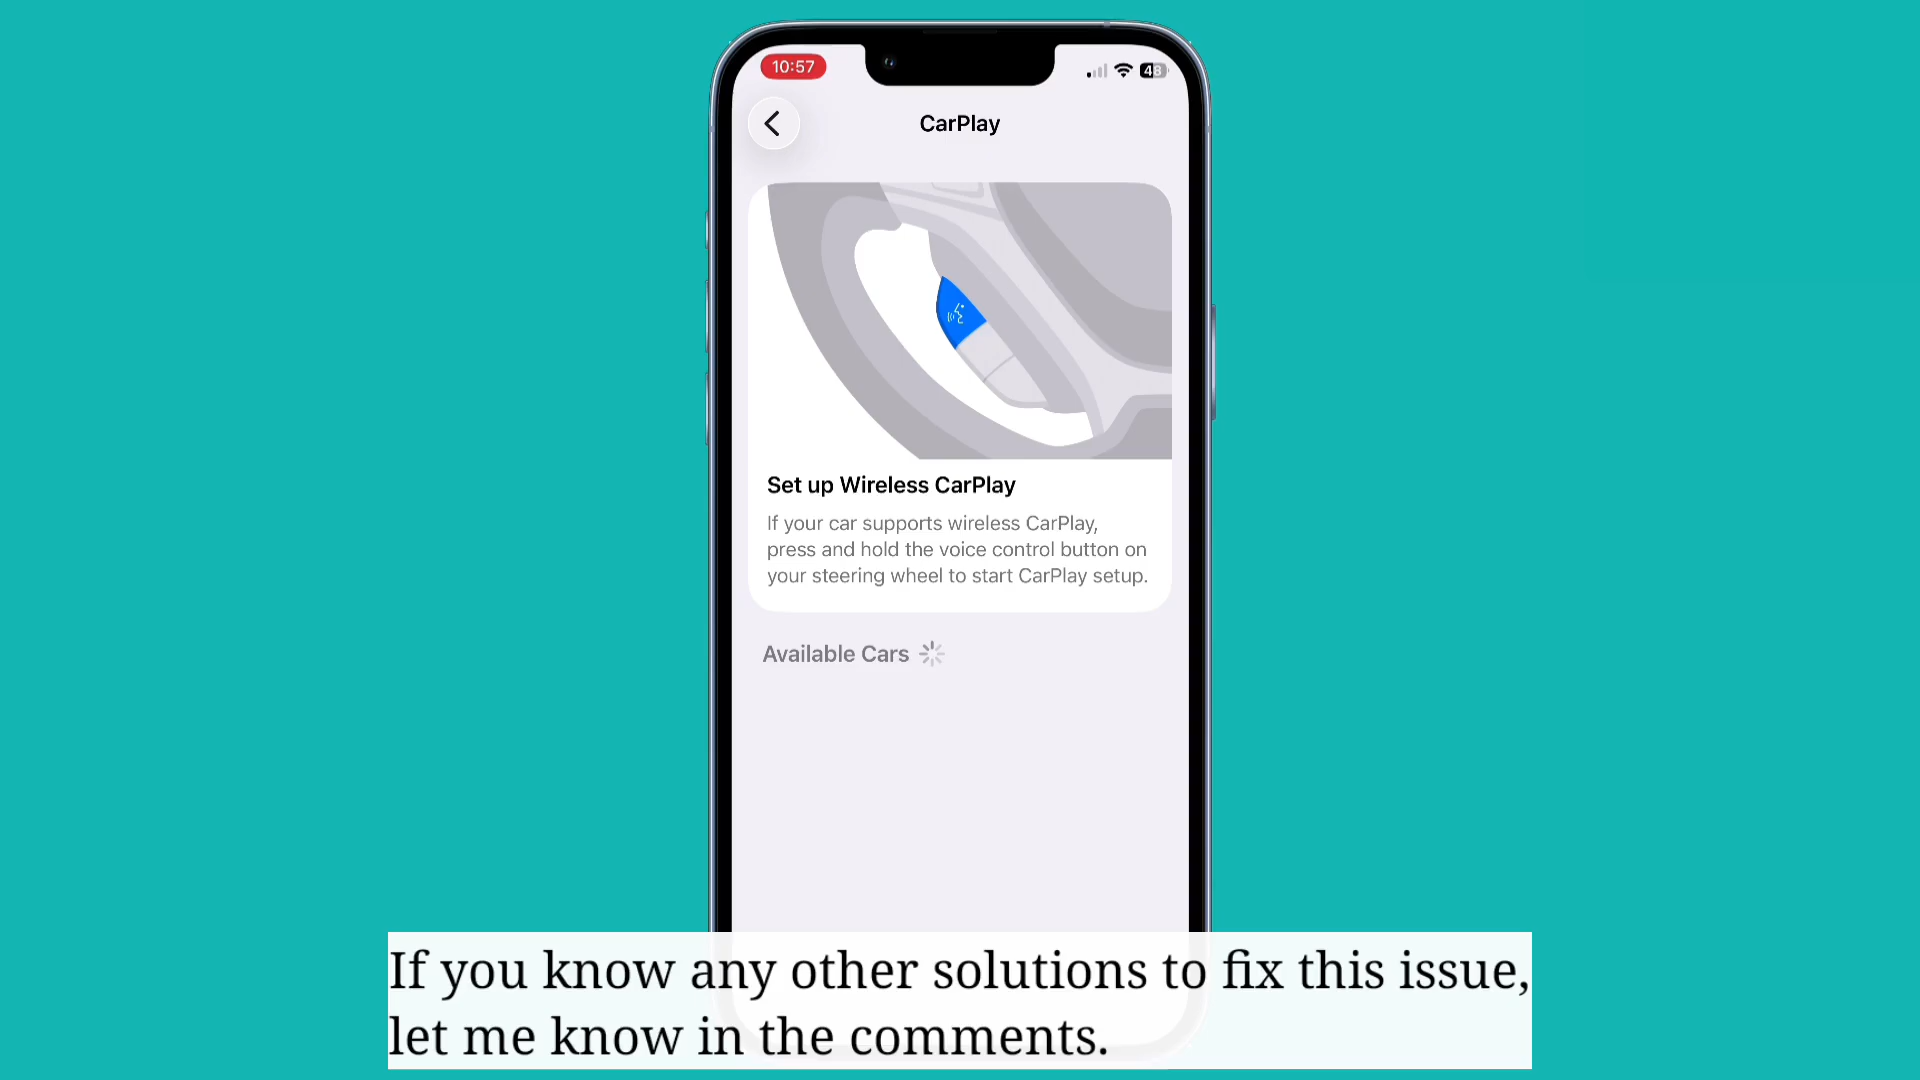 10:57
48
CarPlay
Set up Wireless CarPlay
If your car supports wireless CarPlay,
press and hold the voice control button on
your steering wheel to start CarPlay setup.
Available Cars
If you know any other solutions to fix this issue,
let me know in the comments.